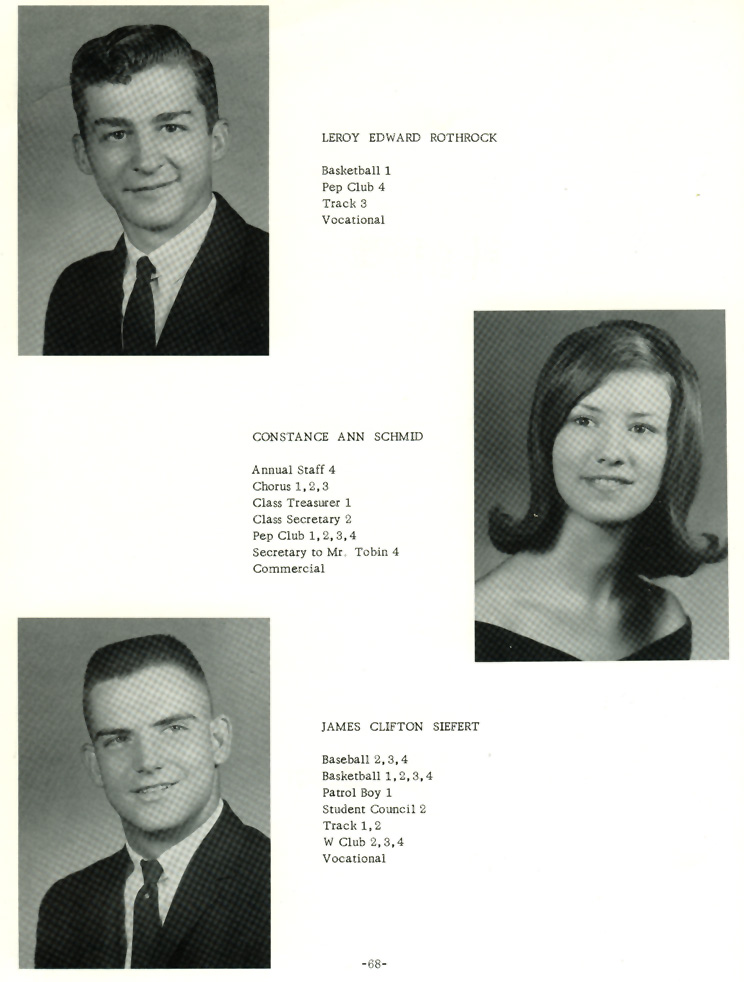 LEROY EDWARD ROTHROCK
Basketball 1
Pep Club 4
Track 3
Vocational
CONSTANCE ANN SCHMID
Annual Staff 4
Chorus 1,2,3
Class Treasurer 1
Class Secretary 2
Pep Club 1,2,3,4
Secretary to Mr. Tobin 4
Commercial
JAMES CLIFTON SIEFERT
Baseball 2,3,4
Basketball 1,2,3,4
Patrol Boy 1
Student Council 2
Track 1,2
W Club 2,3,4
Vocational
-68-